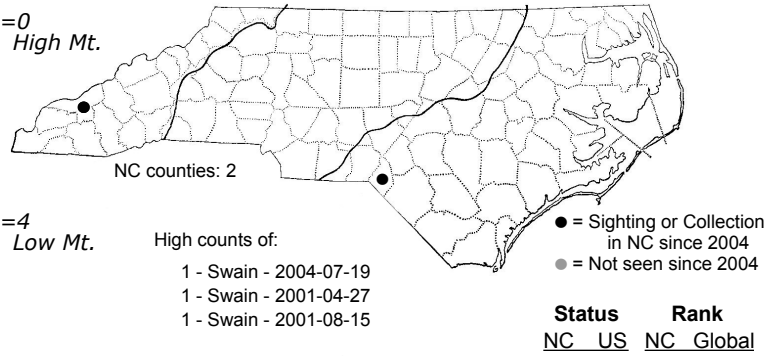 =0
High Mt.
NC counties: 2
=4
Low Mt.
High counts of:
1 - Swain - 2004-07-19
1 - Swain - 2001-04-27
1 - Swain - 2001-08-15
● = Sighting or Collection
in NC since 2004
● = Not seen since 2004
Status Rank
NC US NC Global